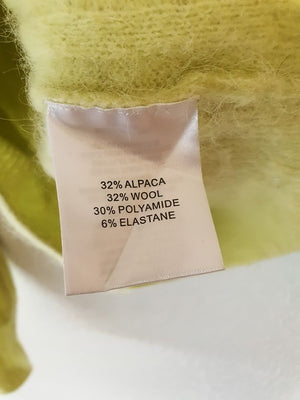 32% ALPACA
32% WOOL
30% POLYAMIDE
6% ELASTANE